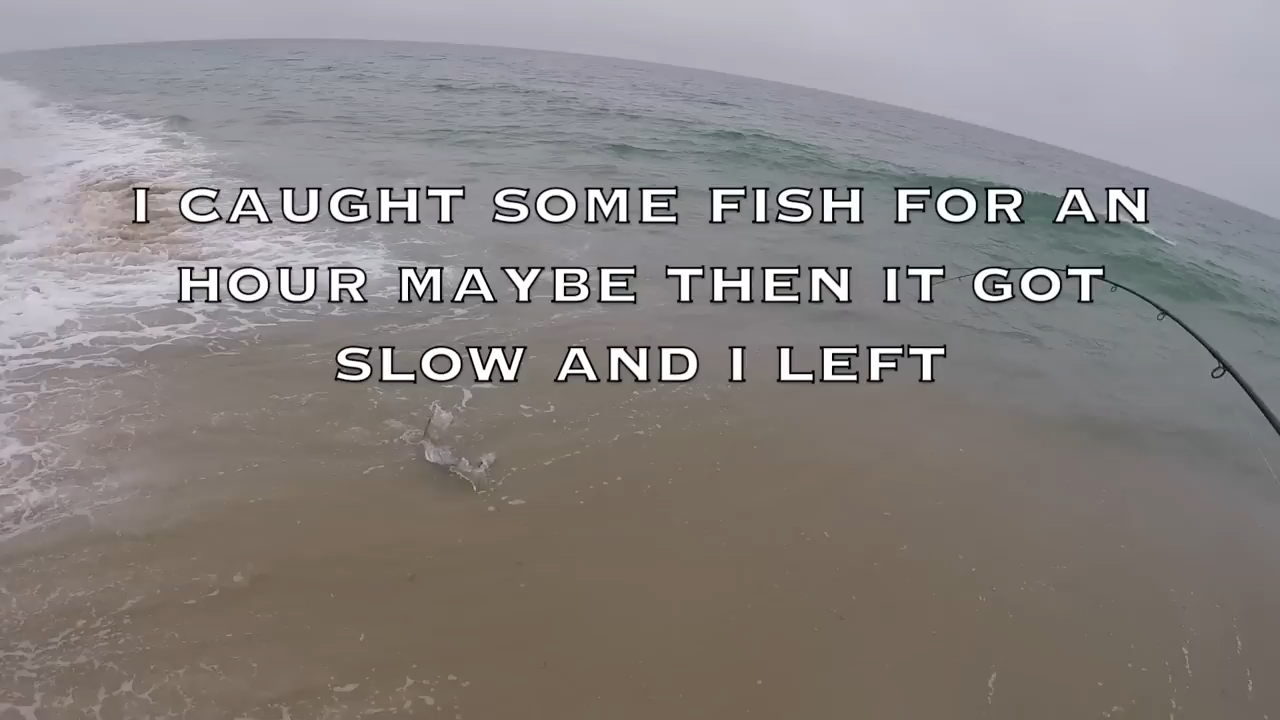 I CAUGHT SOME FISH FOR AN
HOUR MAYBE THEN IT GOT
SLOW AND I LEFT